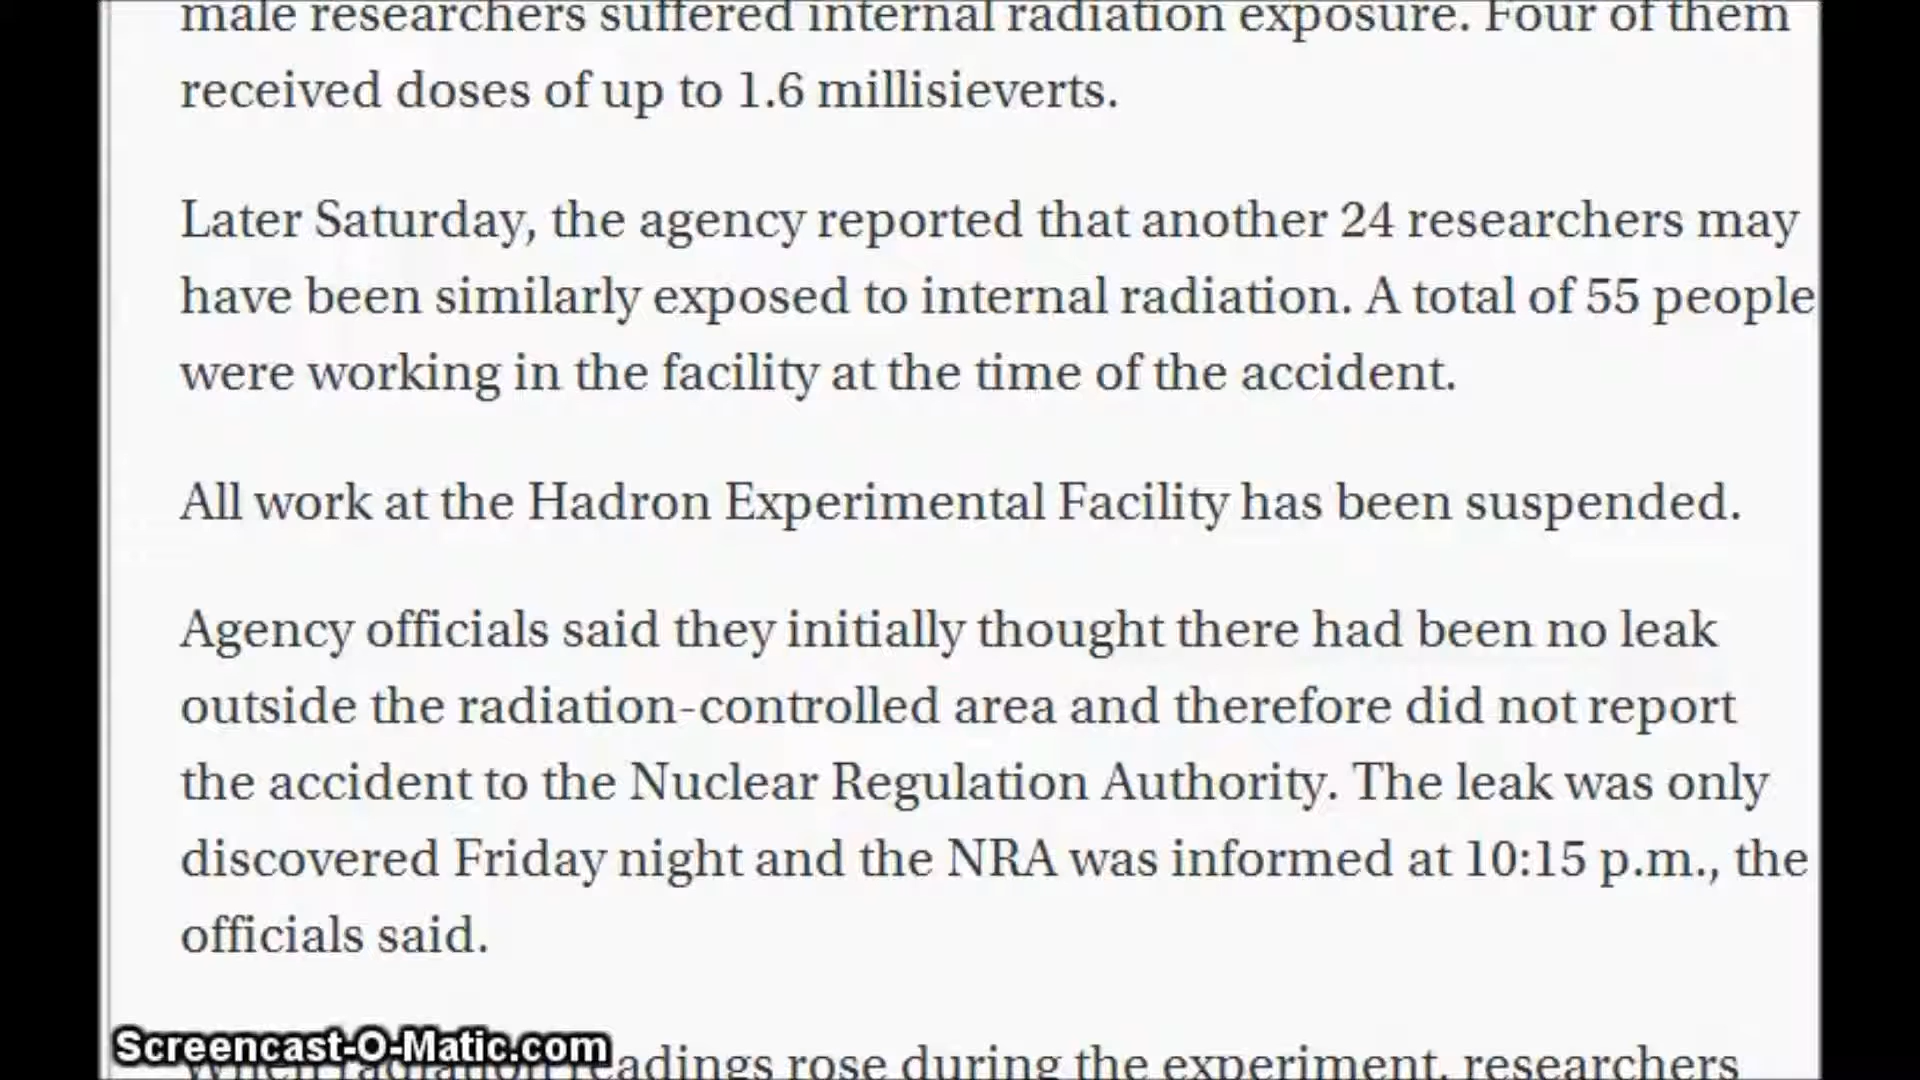 male researchers suffered internal radiation exposure. Four of them
received doses of up to 1.6 millisieverts.
Later Saturday, the agency reported that another 24 researchers may
have been similarly exposed to internal radiation. A total of 55 people
were working in the facility at the time of the accident.
All work at the Hadron Experimental Facility has been suspended.
Agency officials said they initially thought there had been no leak
outside the radiation-controlled area and therefore did not report
the accident to the Nuclear Regulation Authority. The leak was only
discovered Friday night and the NRA was informed at 10:15 p.m., the
officials said.
When radiation readings rose during the experiment, researchers
Screencast-O-Matic.com